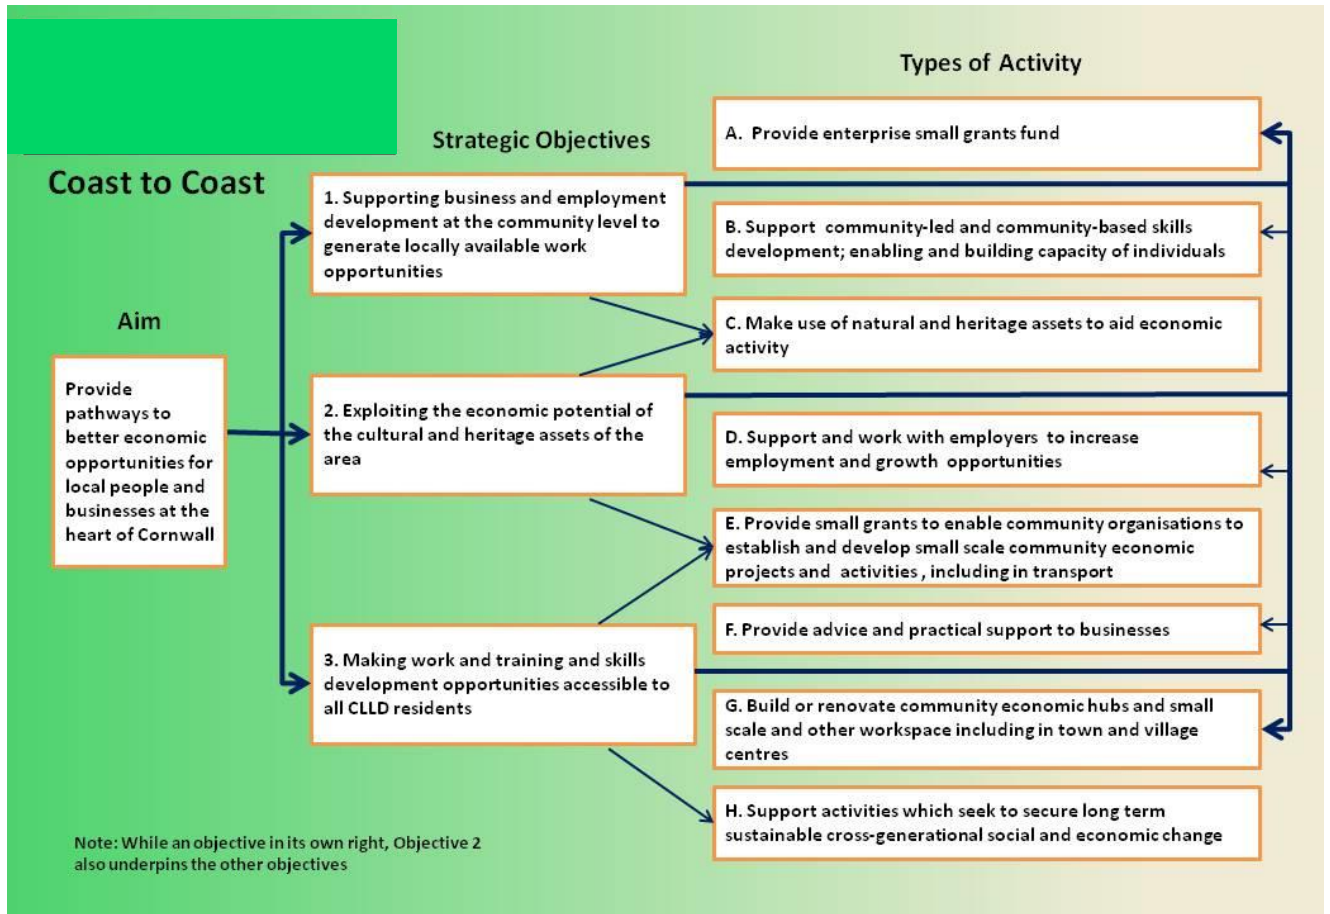 Coast to Coast
Aim
Provide
pathways to
better economic
opportunities for
local people and
businesses at the
heart of Cornwall
Strategic Objectives
1. Supporting business and employment
development at the community level to
generate locally available work
opportunities
2. Exploiting the economic potential of
the cultural and heritage assets of the
area
3. Making work and training and skills
development opportunities accessible to
all CLLD residents
Types of Activity
A. Provide enterprise small grants fund
B. Support community-led and community-based skills
development; enabling and building capacity of individuals
C. Make use of natural and heritage assets to aid economic
activity
D. Support and work with employers to increase
employment and growth opportunities
E. Provide small grants to enable community organisations to
establish and develop small scale community economic
projects and activities , including in transport
F. Provide advice and practical support to businesses
G. Build or renovate community economic hubs and small
scale and other workspace including in town and village
centres
H. Support activities which seek to secure long term
sustainable cross-generational social and economic change
Note: While an objective in its own right, Objective 2
also underpins the other objectives